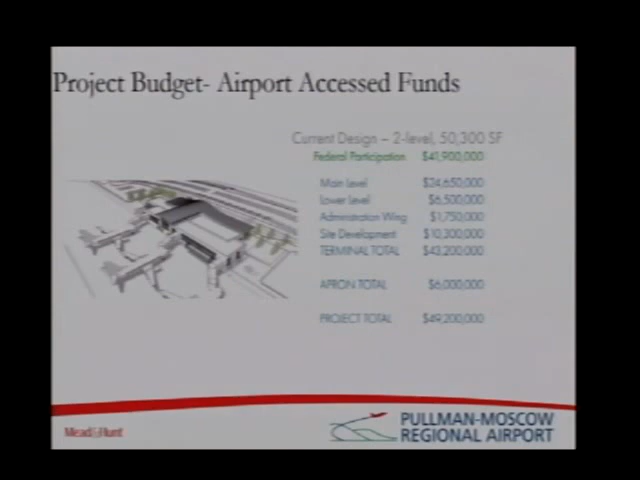 Project Budget- Airport Accessed Funds
Current Design – 2-level, 50,300 SF
Federal Participation $41,900,000
Main Level $24,650,000
Lower Level $6,500,000
Administration Wing $1,750,000
Site Development $10,300,000
TERMINAL TOTAL $43,200,000
APRON TOTAL $6,000,000
PROJECT TOTAL $49,200,000
Mead&Hunt
PULLMAN-MOSCOW
REGIONAL AIRPORT